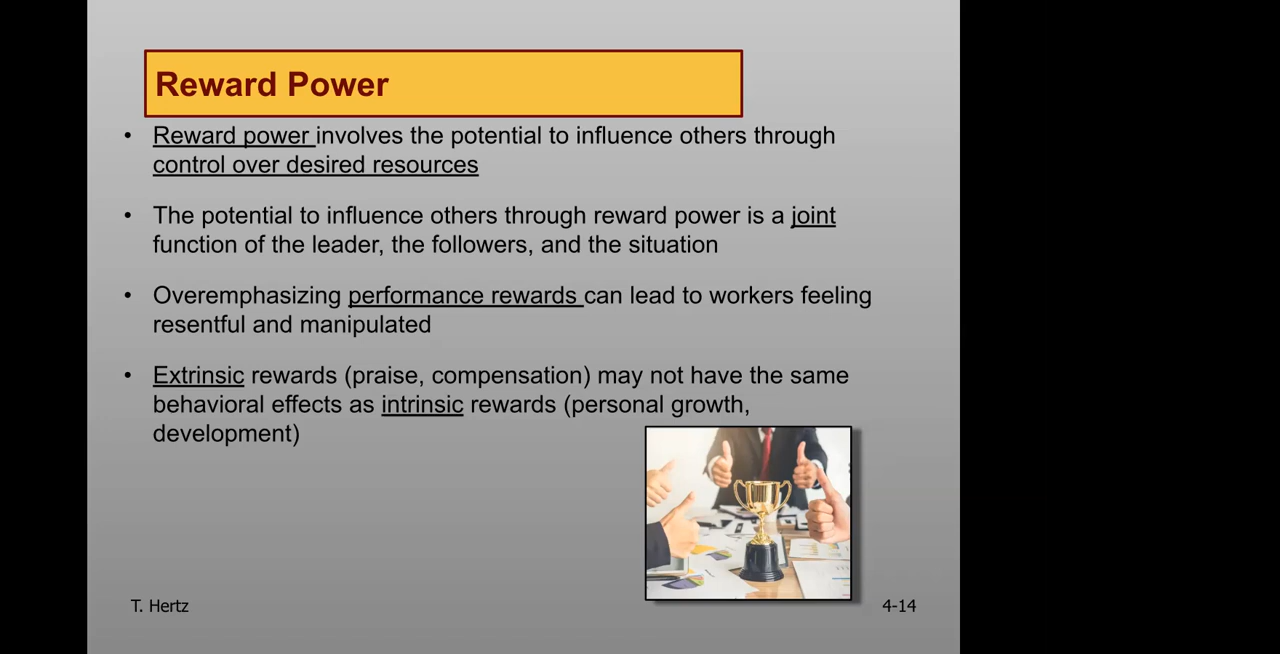 Reward Power
• Reward power involves the potential to influence others through
control over desired resources
• The potential to influence others through reward power is a joint
function of the leader, the followers, and the situation
• Overemphasizing performance rewards can lead to workers feeling
resentful and manipulated
• Extrinsic rewards (praise, compensation) may not have the same
behavioral effects as intrinsic rewards (personal growth,
development)
T. Hertz
4-14